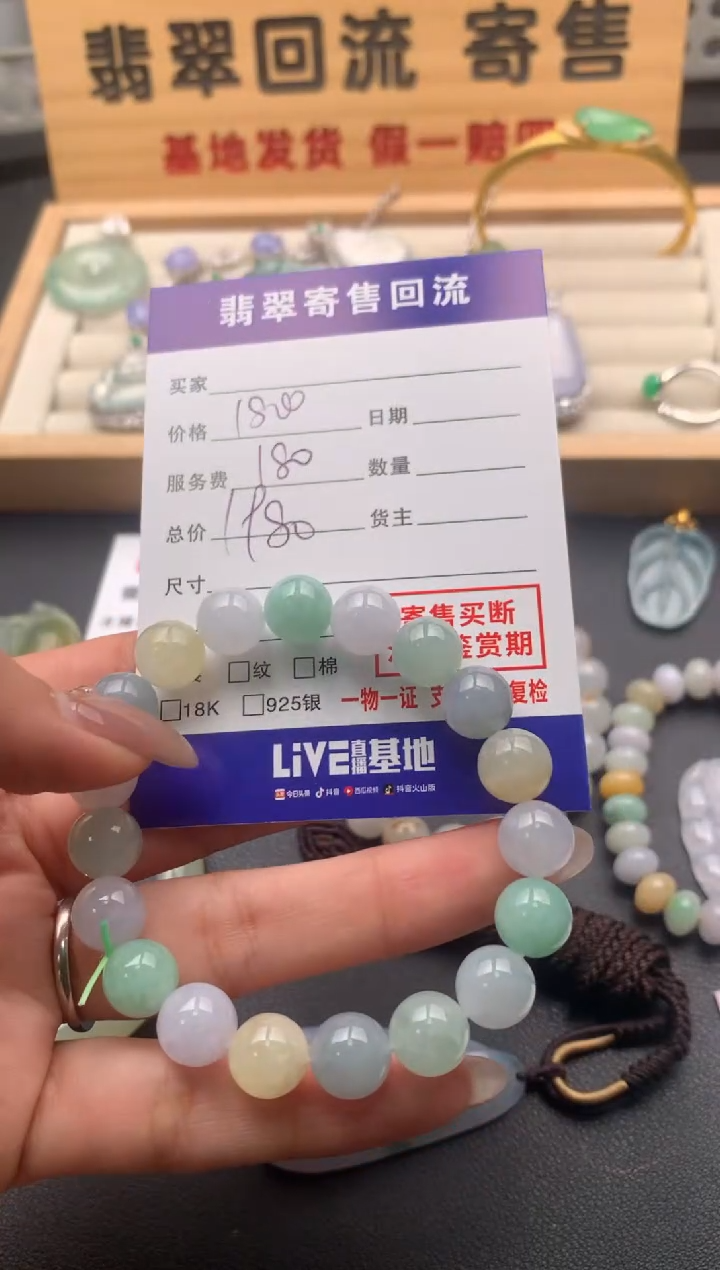 翡翠回流 寄售
基地发货 假一赔四
翡翠寄售回流
买家
价格 1800 日期
服务费 180 数量
总价 1980 货主
尺寸
寄售买断
鉴赏期
□纹 □棉
□18K □925银 一物一证 支 复检
LiVE直播基地
今日头条 抖音 西瓜视频 抖音火山版